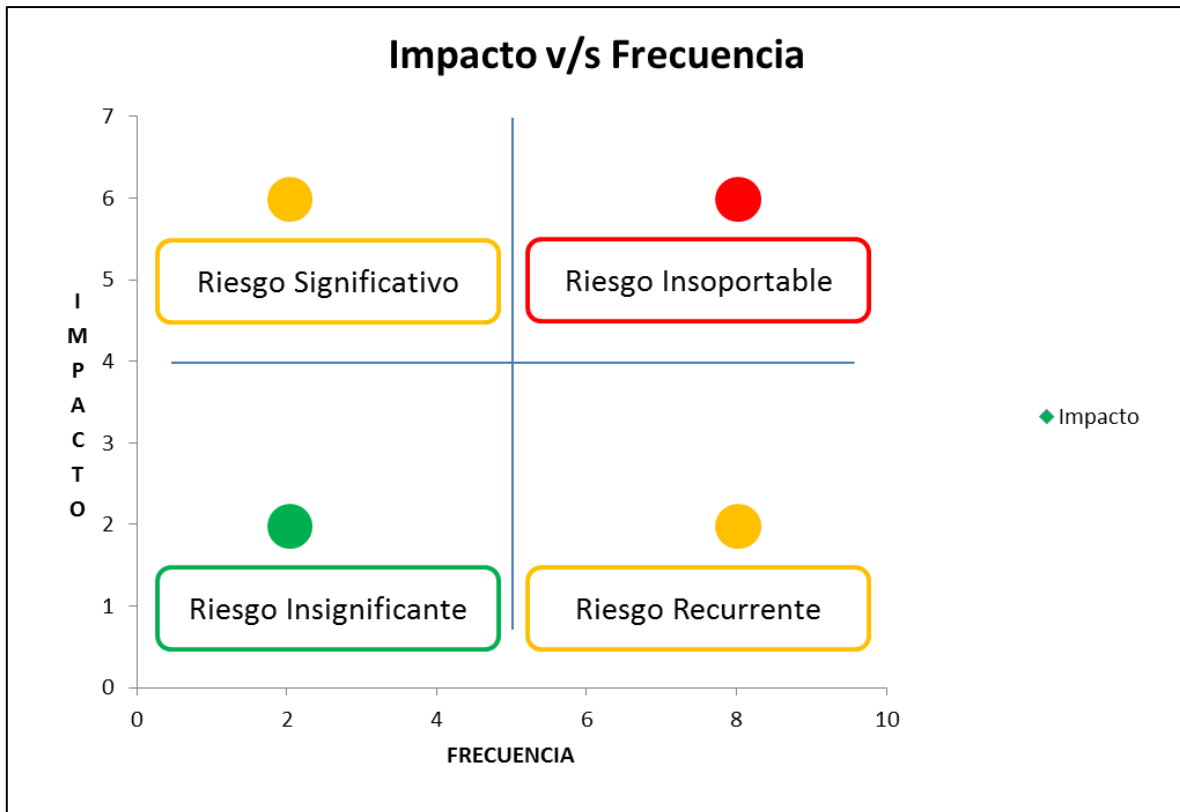 Impacto v/s Frecuencia
7
6
5
4
3
2
1
0
IMPACTO
Riesgo Significativo
Riesgo Insoportable
Riesgo Insignificante
Riesgo Recurrente
Impacto
0 2 4 6 8 10
FRECUENCIA